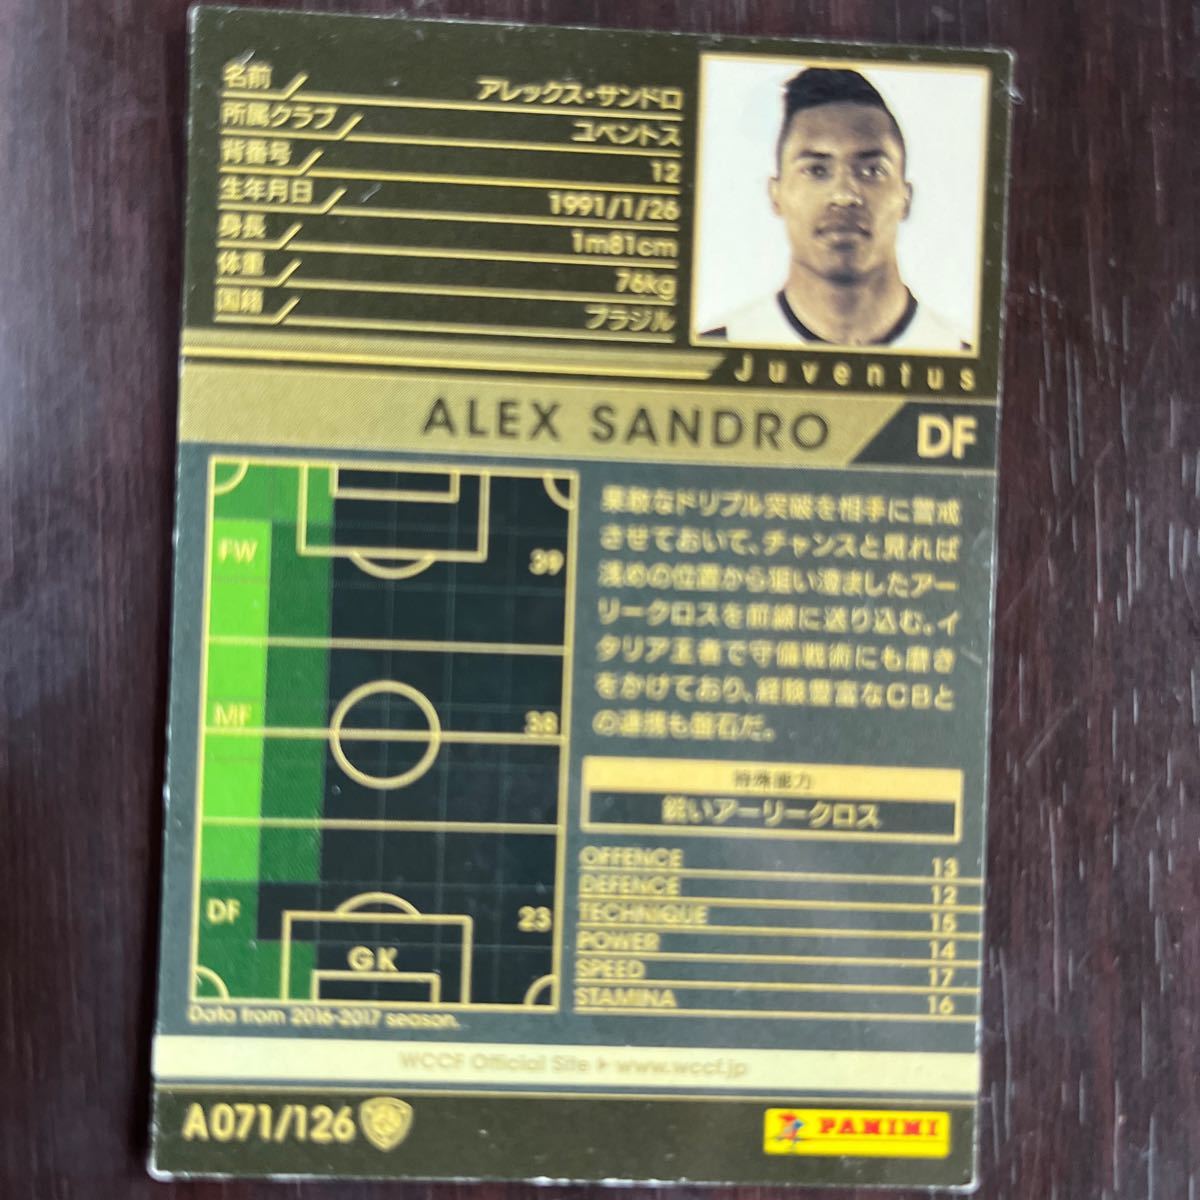 名前 アレックス・サンドロ
所属クラブ ユベントス
背番号 12
生年月日 1991/1/26
身長 1m81cm
体重 76kg
国籍 ブラジル
Juventus
ALEX SANDRO DF
果敢なドリブル突破を相手に警戒
させておいて、チャンスと見れば
浅めの位置から狙い澄ましたアー
リークロスを前線に送り込む。イ
タリア王者で守備戦術にも磨き
をかけており、経験豊富なCBと
の連携も盤石だ。
FW 39
MF 38
DF 23
GK
特殊能力
鋭いアーリークロス
OFFENCE 13
DEFENCE 12
TECHNIQUE 15
POWER 14
SPEED 17
STAMINA 16
Data from 2016-2017 season.
WCCF Official Site ▶ www.wccf.jp
A071/126
PANINI